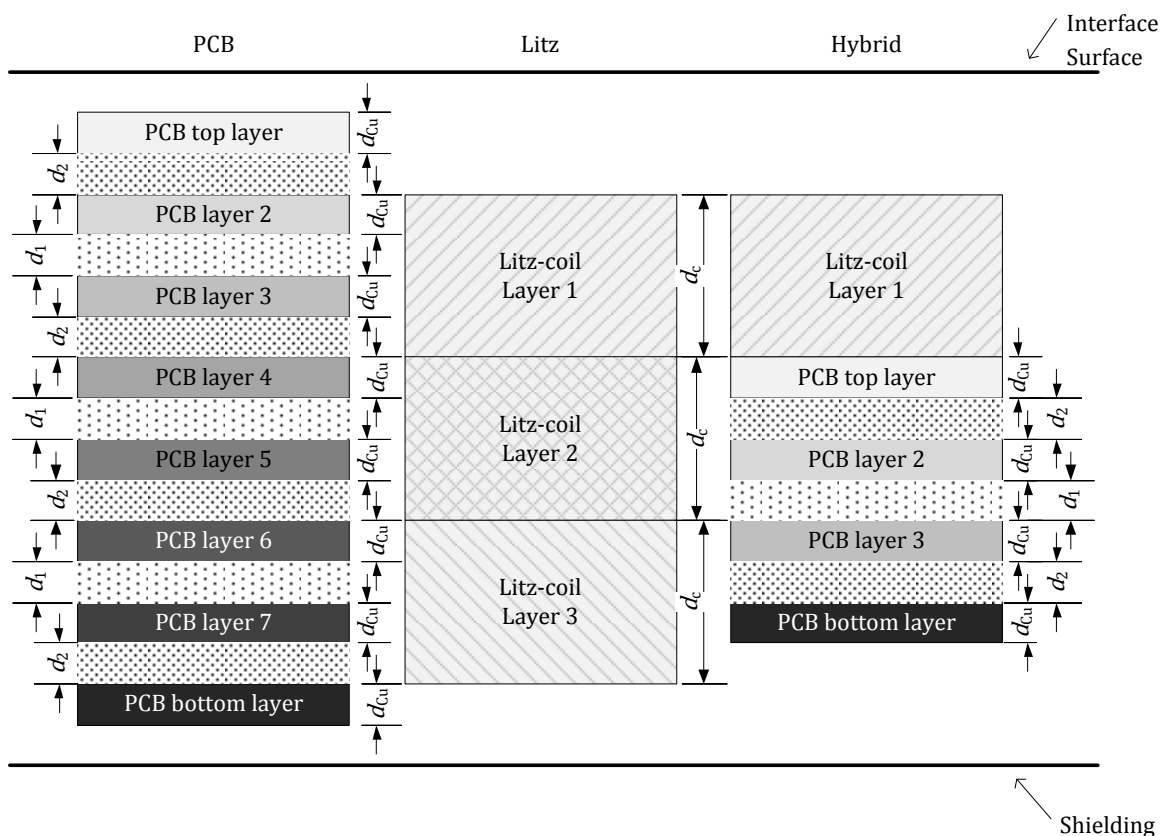 PCB
Litz
Hybrid
Interface
Surface
PCB top layer
PCB layer 2
PCB layer 3
PCB layer 4
PCB layer 5
PCB layer 6
PCB layer 7
PCB bottom layer
d2
d1
d2
d1
d2
d1
d2
dCu
dCu
dCu
dCu
dCu
dCu
dCu
dCu
Litz-coil
Layer 1
Litz-coil
Layer 2
Litz-coil
Layer 3
dc
dc
dc
Litz-coil
Layer 1
PCB top layer
PCB layer 2
PCB layer 3
PCB bottom layer
dCu
dCu
dCu
dCu
d2
d1
d2
Shielding